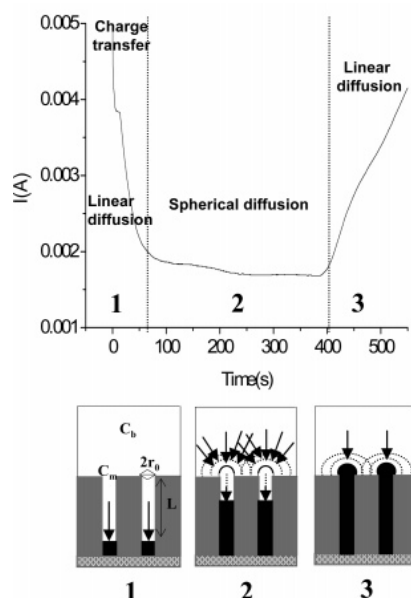 0.005
Charge
transfer
0.004
Linear
diffusion
I(A)
0.003
Linear
diffusion
Spherical diffusion
0.002
1
2
3
0.001
0
100
200
300
400
500
Time(s)
C_b
C_m
2r_0
L
1
2
3